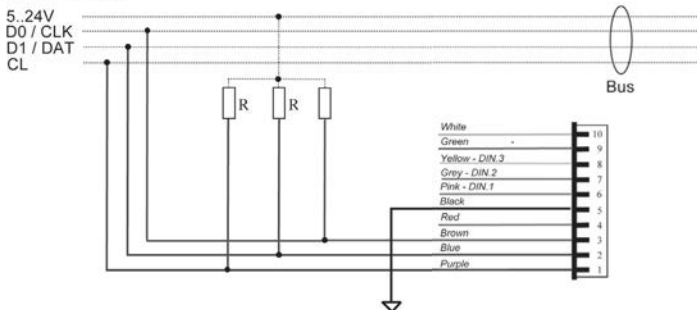 5..24V
D0 / CLK
D1 / DAT
CL
Bus
R
R
White
10
Green -
9
Yellow - DIN.3
8
Grey - DIN.2
7
Pink - DIN.1
6
Black
5
Red
4
Brown
3
Blue
2
Purple
1